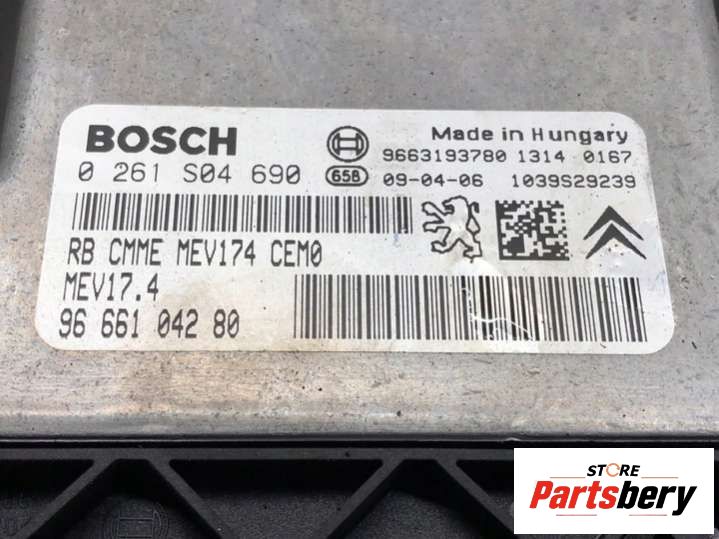 BOSCH
Made in Hungary
9663193780 1314 0167
0 261 S04 690
658 09-04-06 1039S29239
RB CMME MEV174 CEM0
MEV17.4
96 661 042 80
STORE
Partsbery